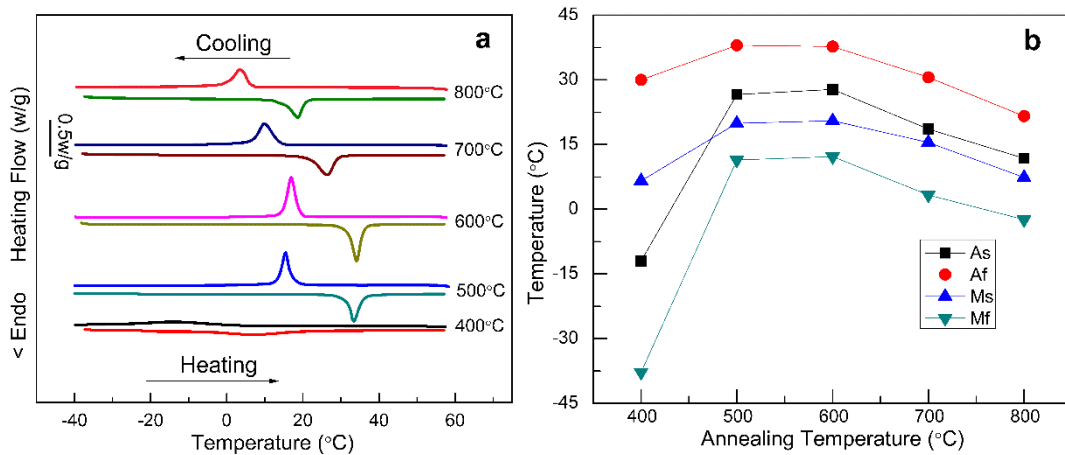 a
Cooling
800°C
700°C
600°C
500°C
400°C
0.5w/g
Heating
< Endo Heating Flow (w/g)
-40 -20 0 20 40 60
Temperature (°C)
b
45
30
15
0
-15
-30
-45
Temperature (°C)
As
Af
Ms
Mf
400 500 600 700 800
Annealing Temperature (°C)